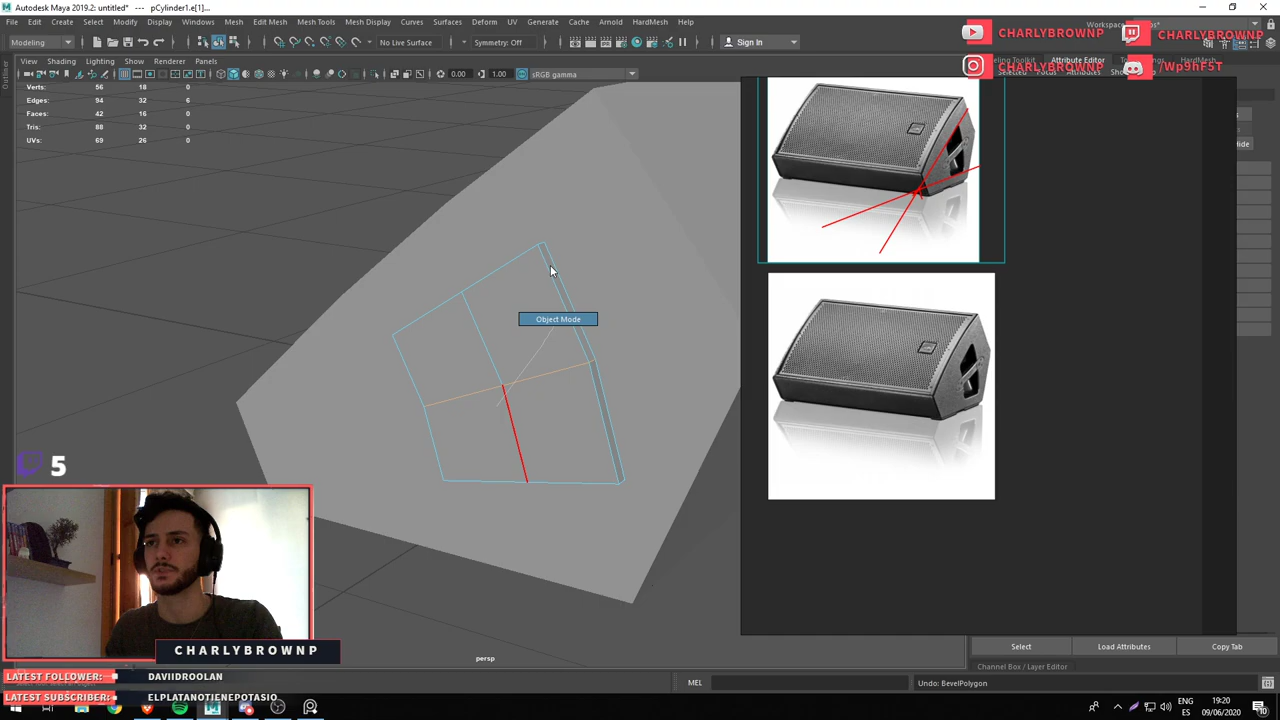 Autodesk Maya 2019.2: untitled* --- pCylinder1.e[1]...
File Edit Create Select Modify Display Windows Mesh Edit Mesh Mesh Tools Mesh Display Curves Surfaces Deform UV Generate Cache Arnold HardMesh Help
Modeling No Live Surface Symmetry: Off Sign In
View Shading Lighting Show Renderer Panels
0.00 1.00 sRGB gamma
Verts: 56 18 0
Edges: 94 32 6
Faces: 42 16 0
Tris: 88 32 0
UVs: 69 26 0
CHARLYBROWNP CHARLYBROWNP
Attribute Editor
CHARLYBROWNP /Wp9hF5T
Object Mode
5
persp
CHARLYBROWNP
LATEST FOLLOWER: DAVIIDROOLAN
LATEST SUBSCRIBER: ELPLATANOTIENEPOTASIO
Select Load Attributes Copy Tab
Channel Box / Layer Editor
MEL Undo: BevelPolygon
ENG 19:20
ES 09/06/2020